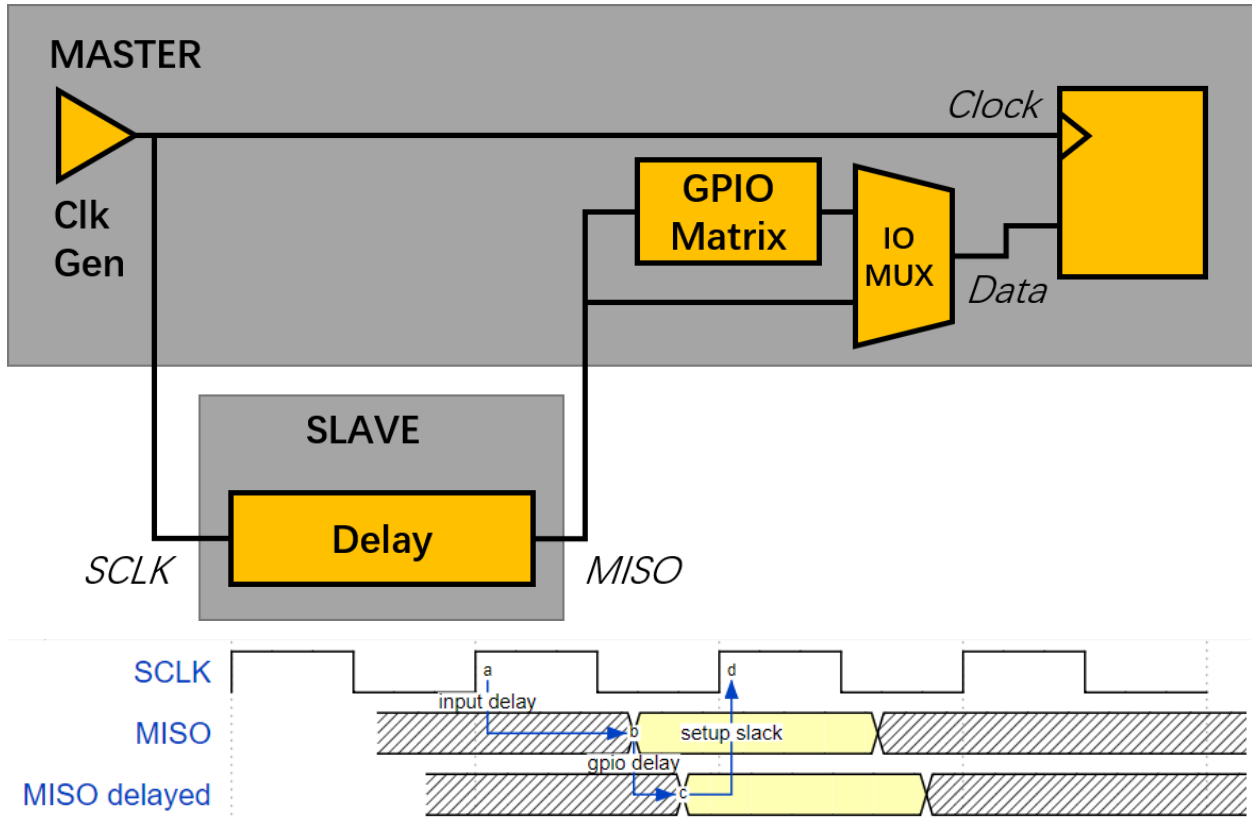 MASTER
Clk
Gen
Clock
GPIO
Matrix
IO
MUX
Data
SLAVE
Delay
SCLK
MISO
SCLK
a
d
input delay
MISO
b
setup slack
gpio delay
MISO delayed
c